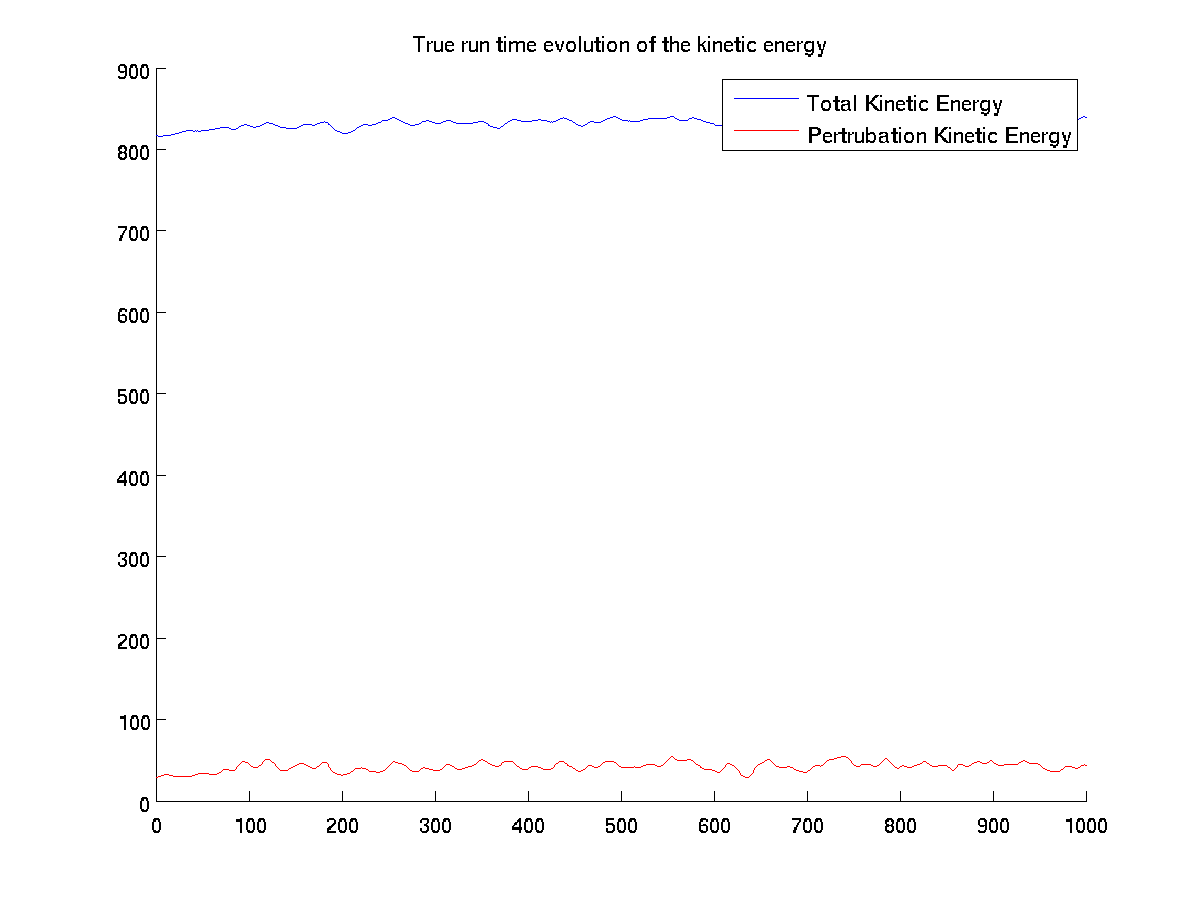 True run time evolution of the kinetic energy
900
800
700
600
500
400
300
200
100
0
Total Kinetic Energy
Pertrubation Kinetic Energy
0 100 200 300 400 500 600 700 800 900 1000